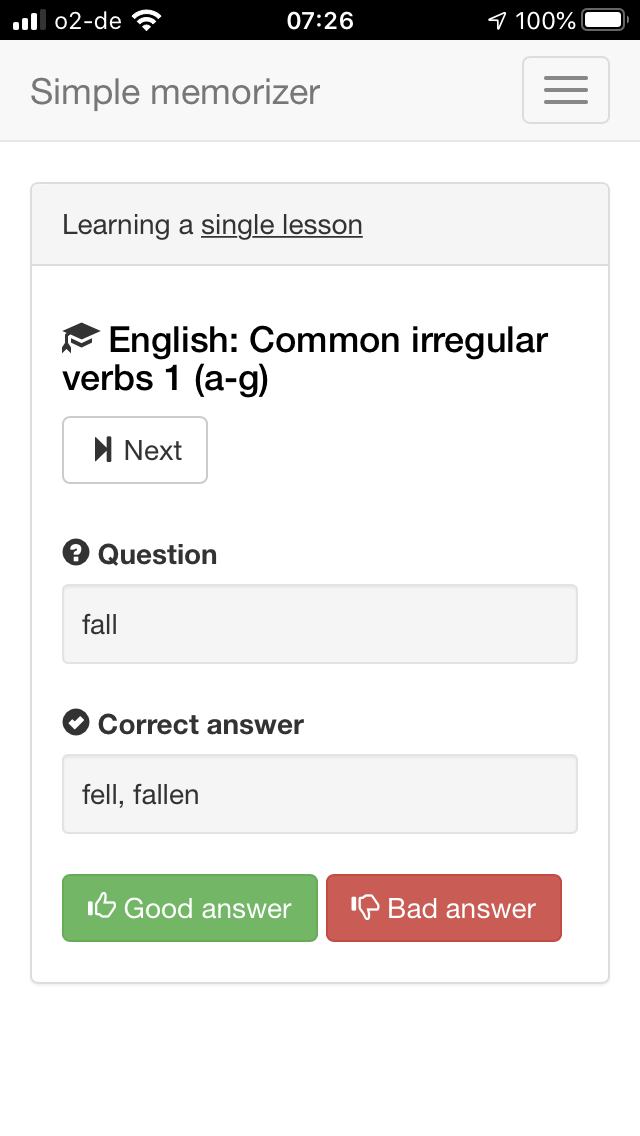 o2-de 07:26 100%
Simple memorizer
Learning a single lesson
English: Common irregular
verbs 1 (a-g)
Next
Question
fall
Correct answer
fell, fallen
Good answer Bad answer